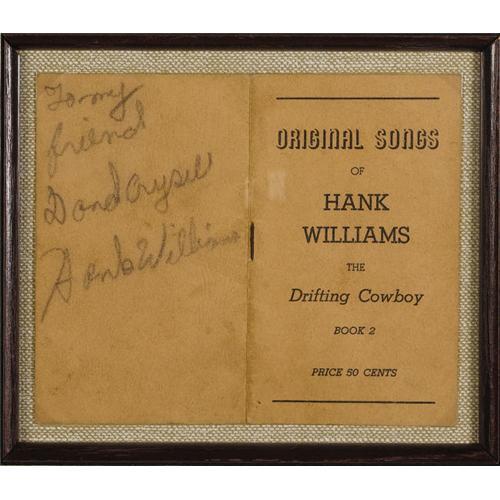 To my
friend
Hank Williams
ORIGINAL SONGS
OF
HANK
WILLIAMS
THE
Drifting Cowboy
BOOK 2
PRICE 50 CENTS